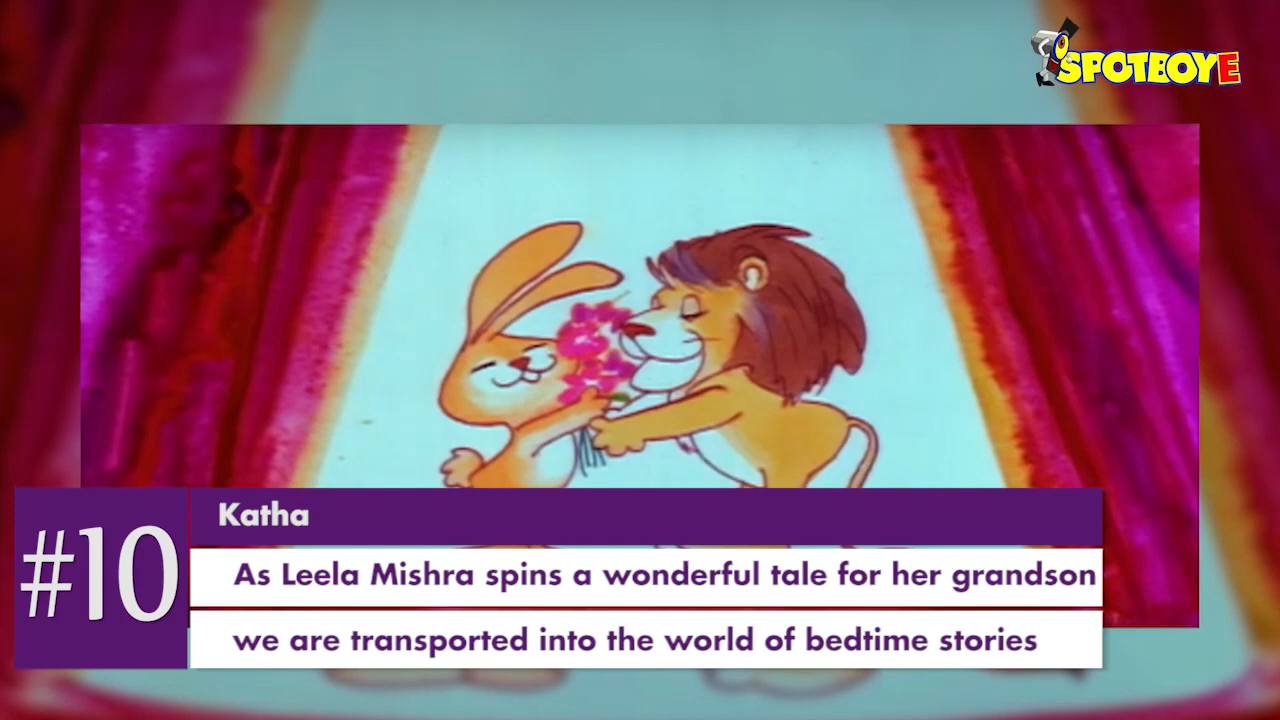 SPOTBOYE
#10
Katha
As Leela Mishra spins a wonderful tale for her grandson
we are transported into the world of bedtime stories